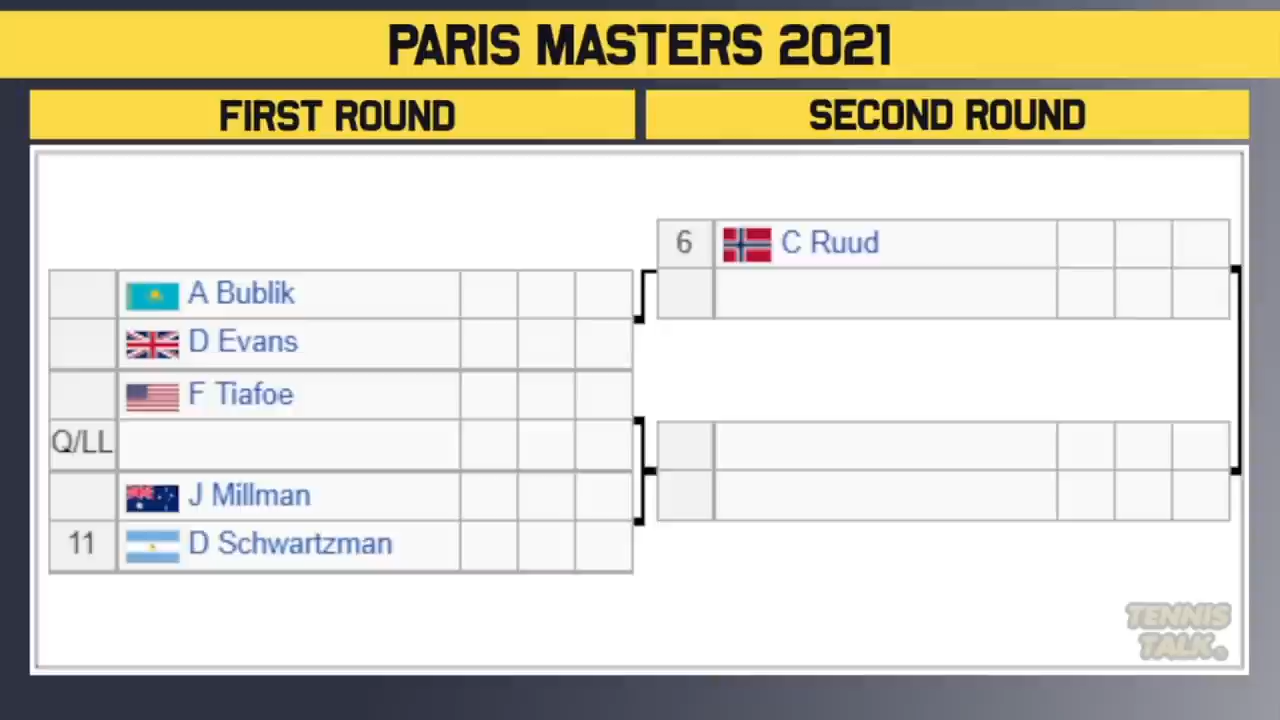 PARIS MASTERS 2021
FIRST ROUND
SECOND ROUND
6 C Ruud
A Bublik
D Evans
F Tiafoe
Q/LL
J Millman
11 D Schwartzman
TENNIS
TALK